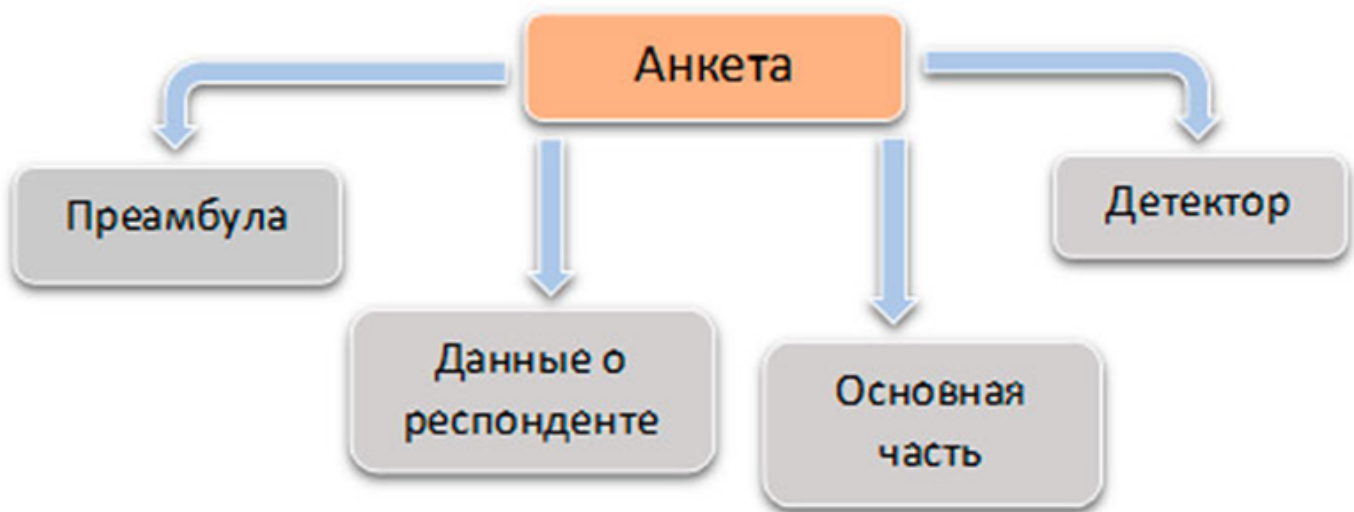 Анкета
Преамбула
Детектор
Данные о
респонденте
Основная
часть